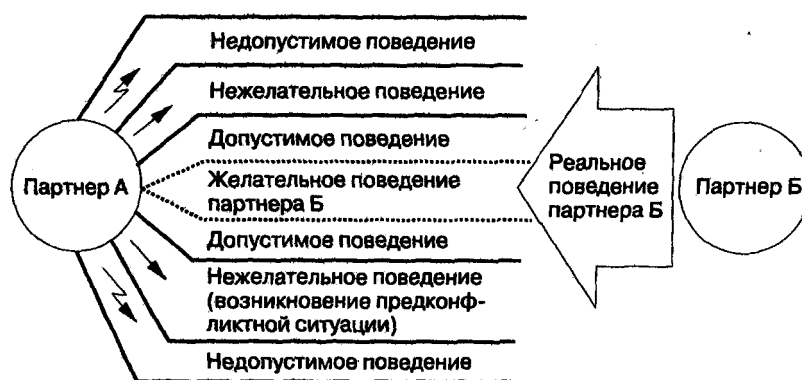 Недопустимое поведение
Нежелательное поведение
Допустимое поведение
Партнер А
Желательное поведение
партнера Б
Допустимое поведение
Нежелательное поведение
(возникновение предконф-
ликтной ситуации)
Недопустимое поведение
Реальное
поведение
партнера Б
Партнер Б